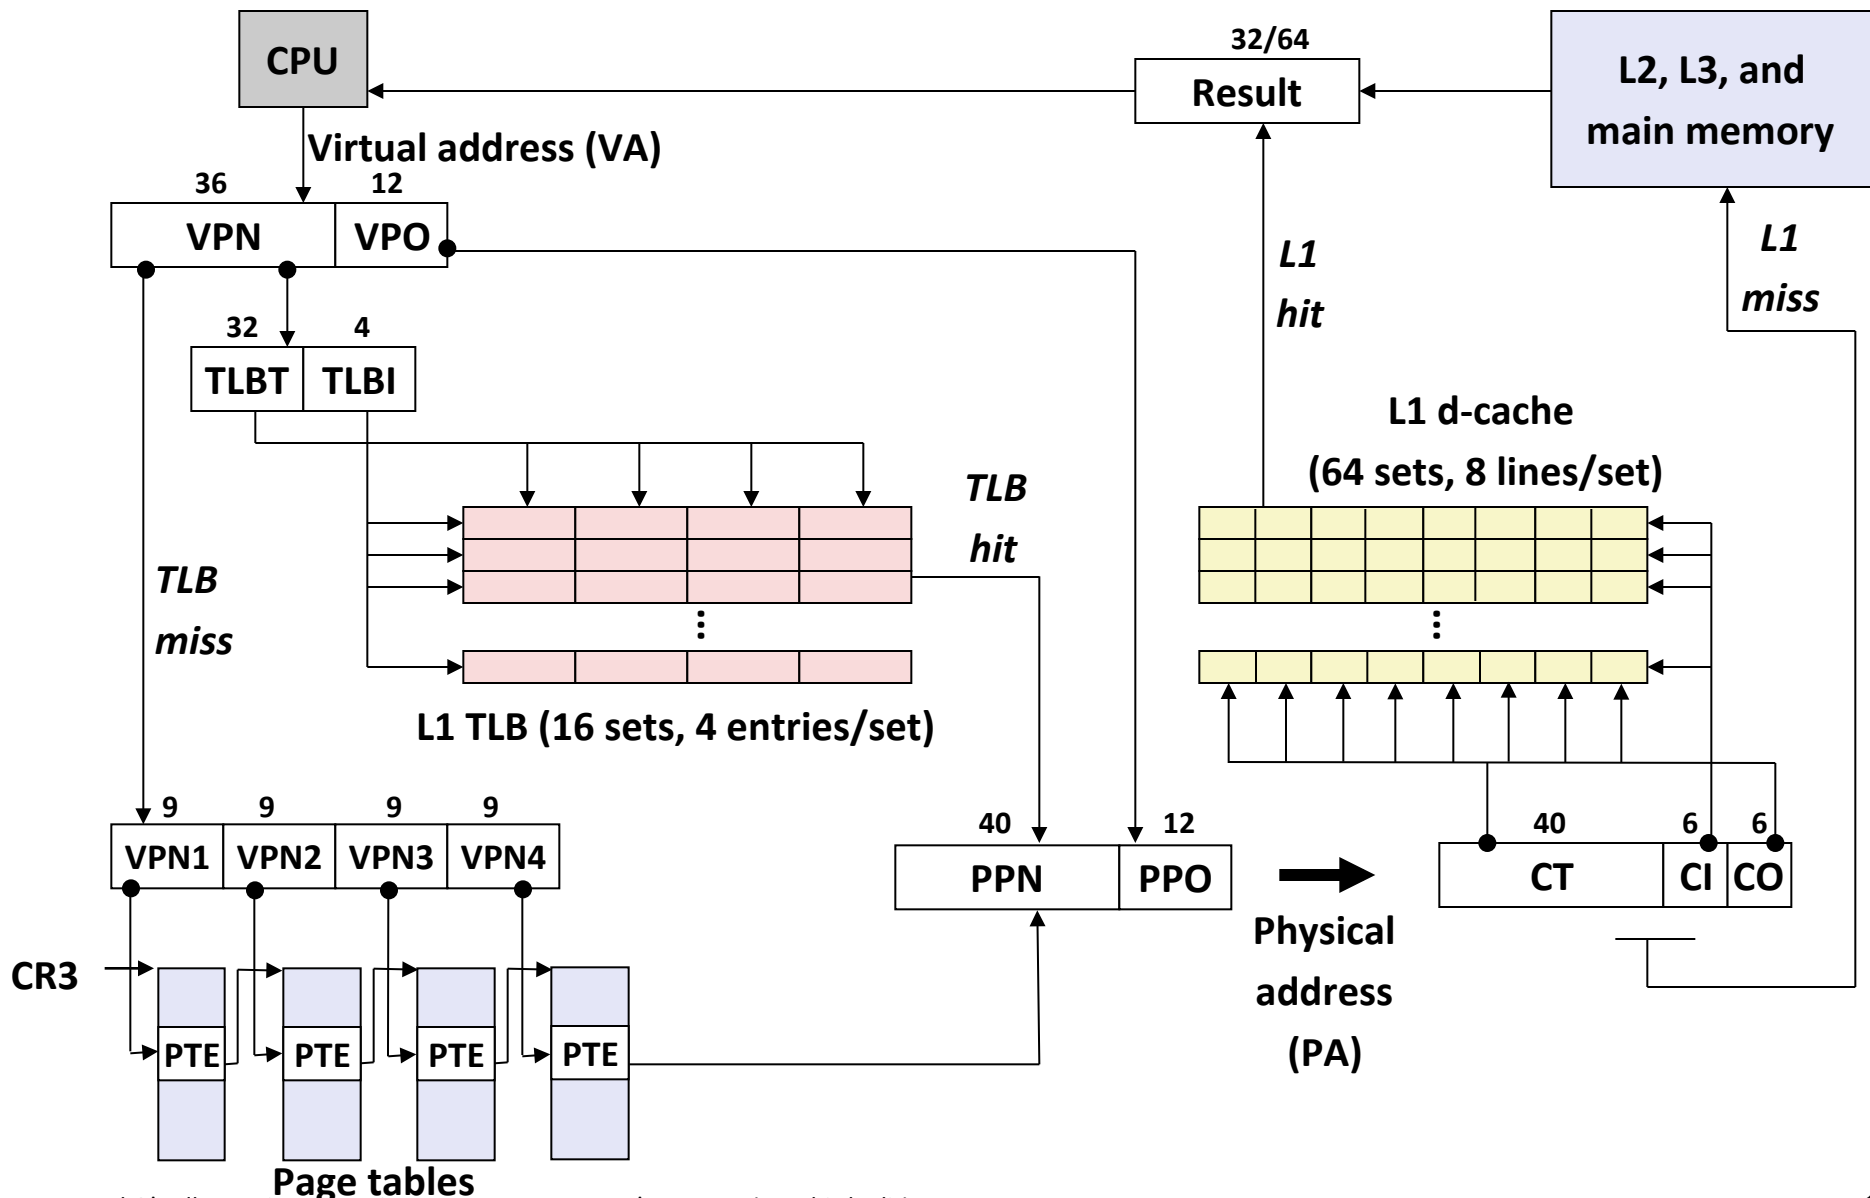 CPU
32/64
Result
L2, L3, and
main memory
Virtual address (VA)
36
12
VPN
VPO
L1
hit
L1
miss
32
4
TLBT
TLBI
L1 d-cache
(64 sets, 8 lines/set)
TLB
hit
TLB
miss
...
...
L1 TLB (16 sets, 4 entries/set)
9
9
9
9
VPN1
VPN2
VPN3
VPN4
40
12
PPN
PPO
40
6
6
CT
CI
CO
Physical
address
(PA)
CR3
PTE
PTE
PTE
PTE
Page tables